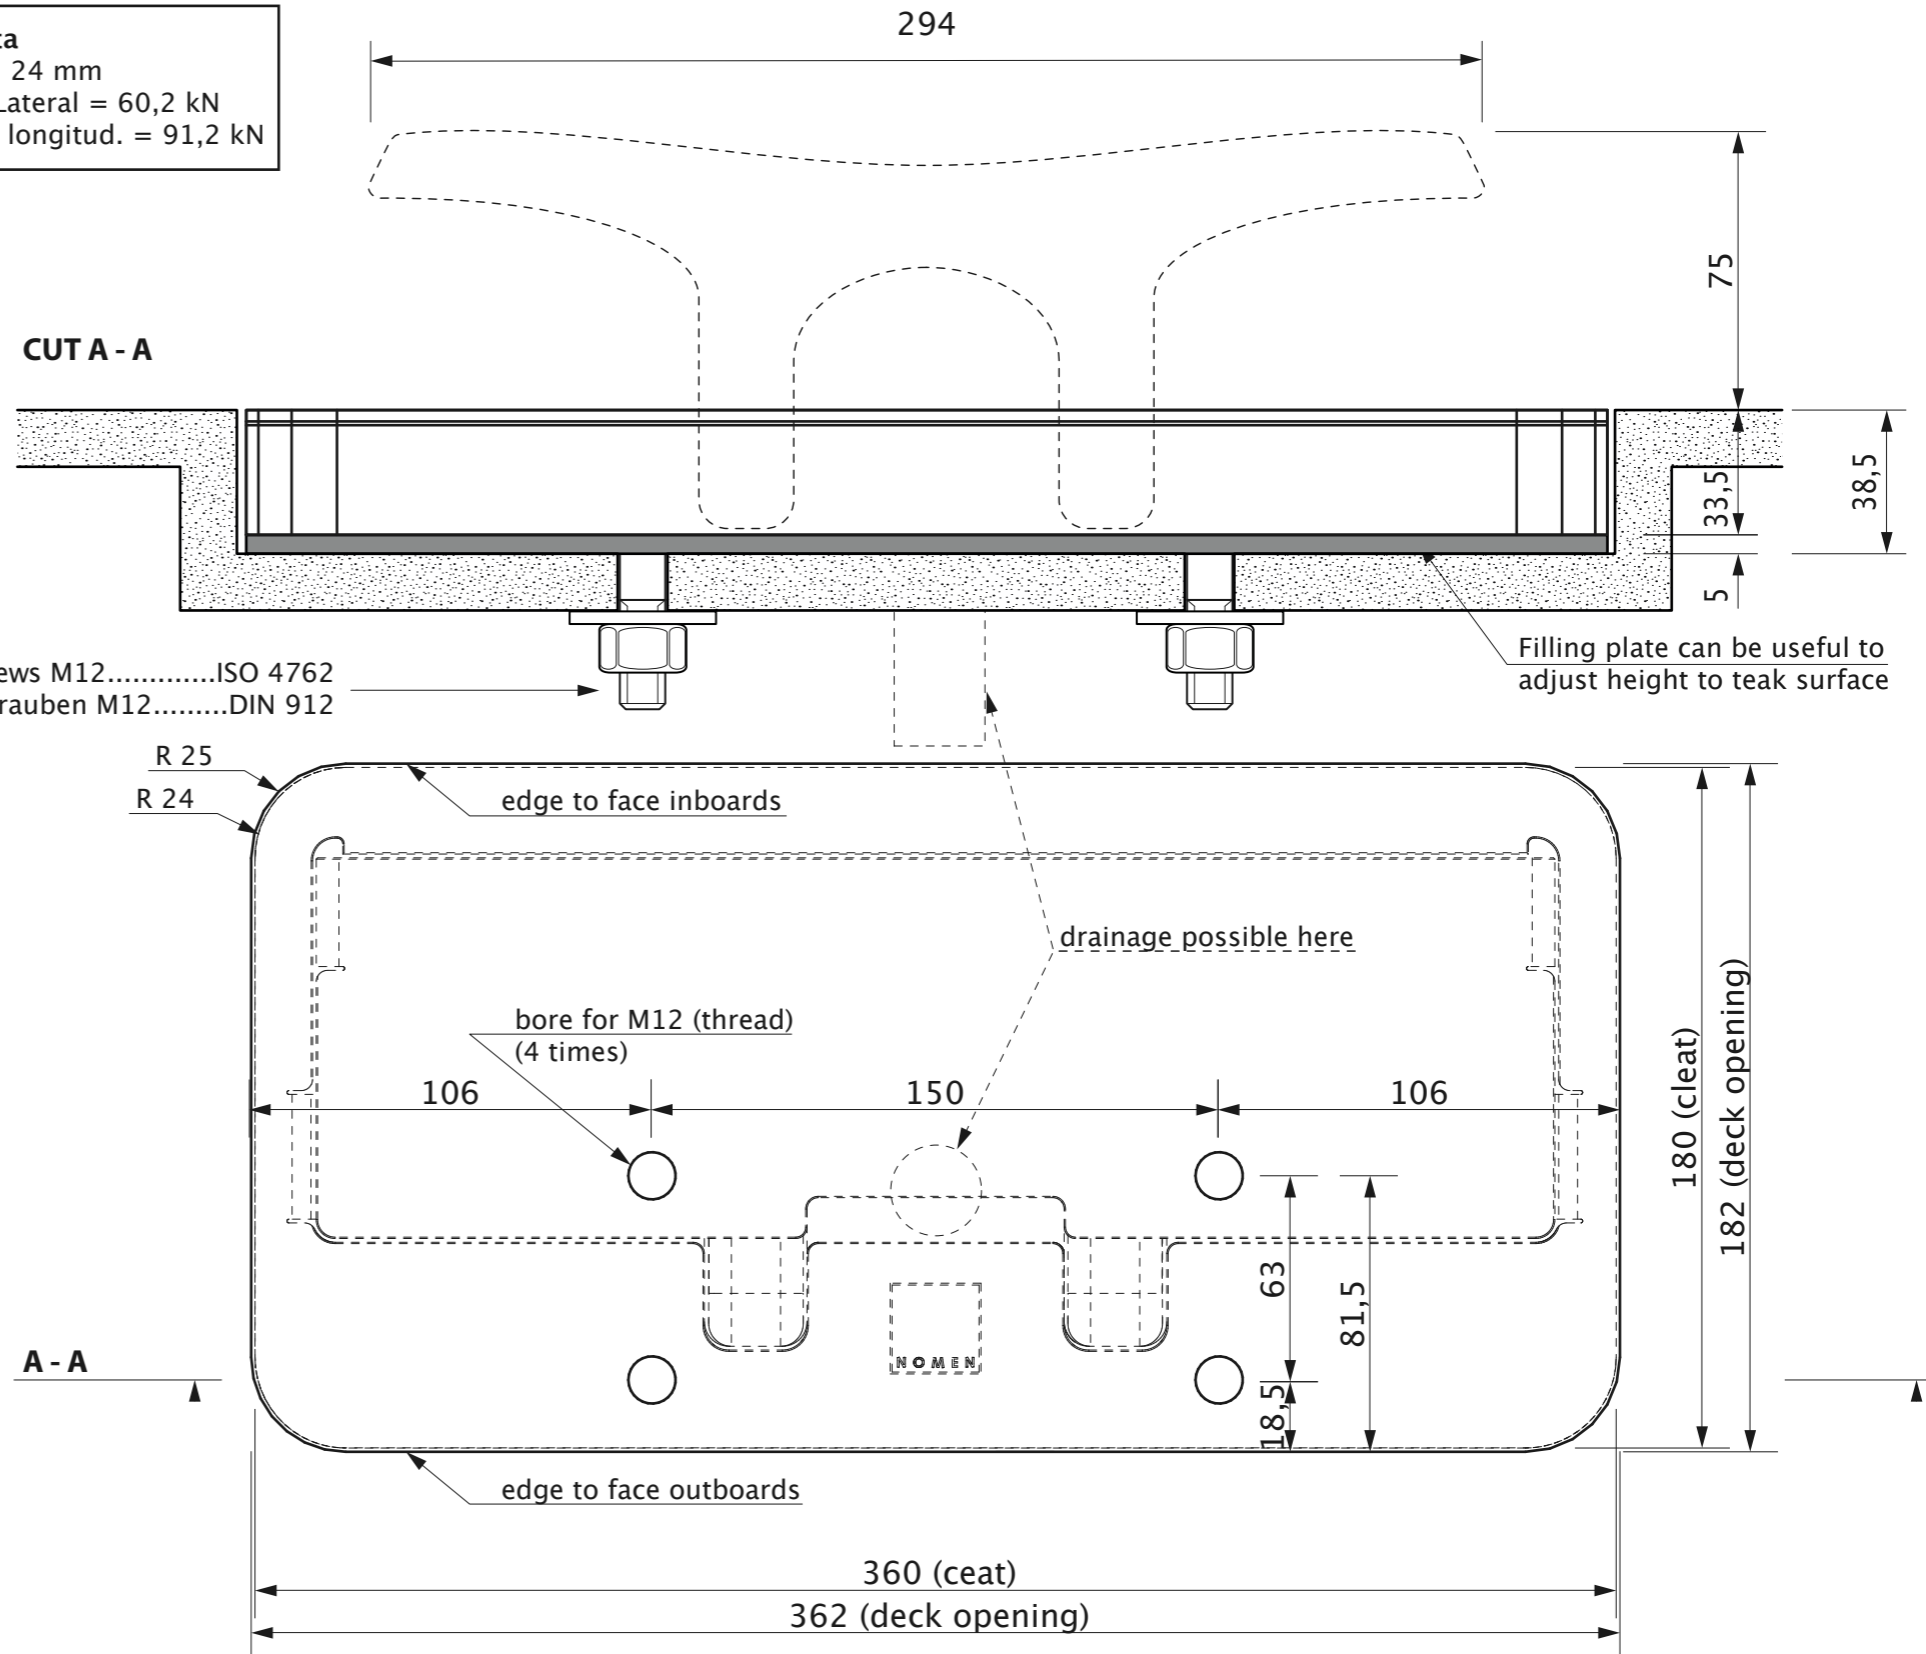 24 mm
Lateral = 60,2 kN
longitud. = 91,2 kN
294
75
CUT A - A
33,5
38,5
5
Filling plate can be useful to
adjust height to teak surface
M12.............ISO 4762
M12.........DIN 912
R 25
R 24
edge to face inboards
drainage possible here
bore for M12 (thread)
(4 times)
106
150
106
180 (cleat)
182 (deck opening)
63
81,5
18,5
NOMEN
A - A
edge to face outboards
360 (ceat)
362 (deck opening)